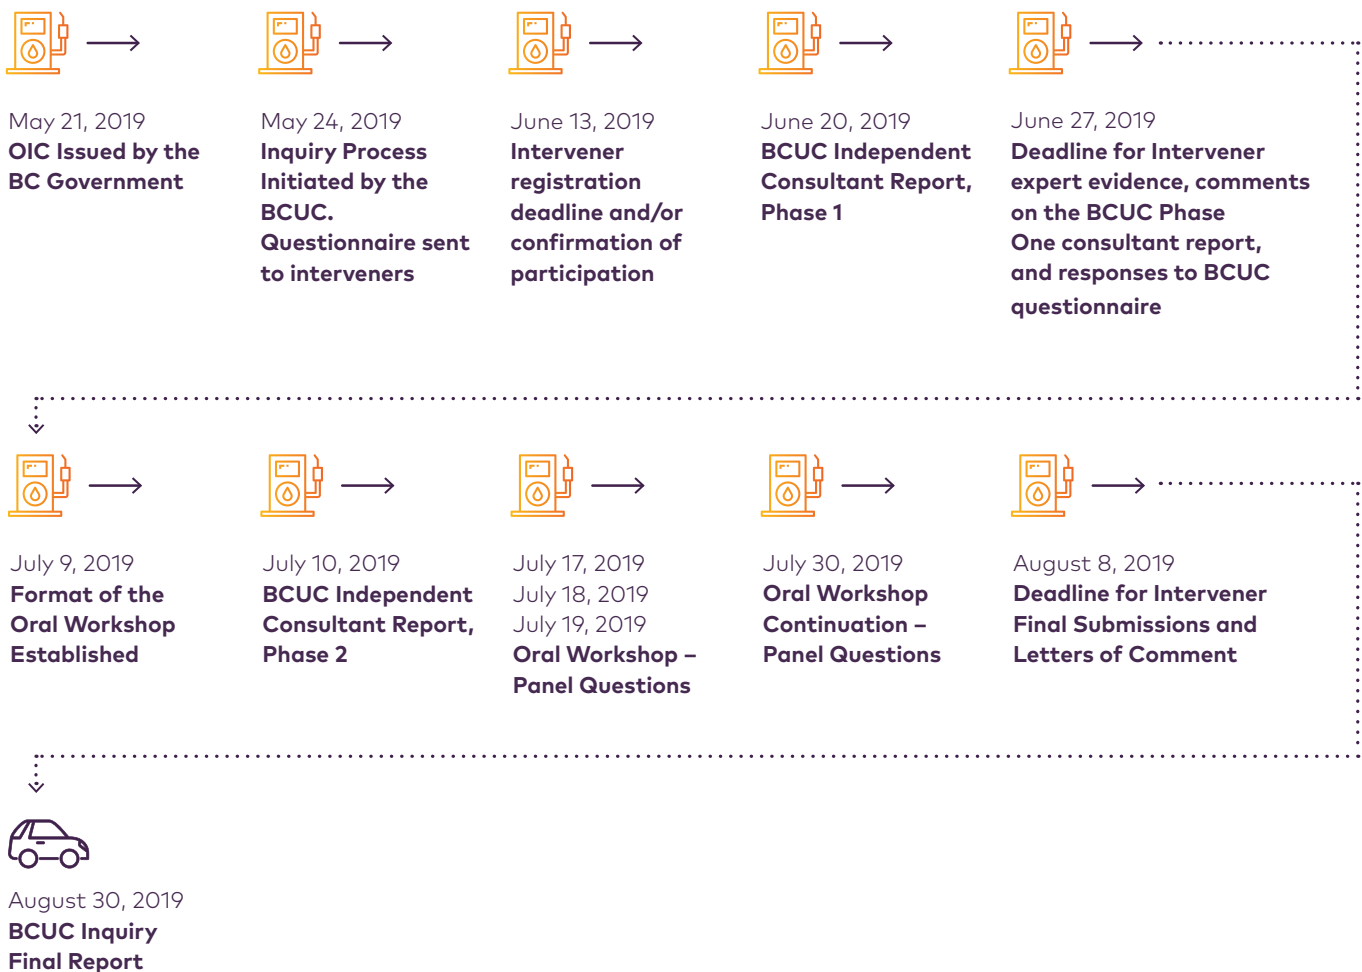 May 21, 2019
OIC Issued by the
BC Government
May 24, 2019
Inquiry Process
Initiated by the
BCUC.
Questionnaire sent
to interveners
June 13, 2019
Intervener
registration
deadline and/or
confirmation of
participation
June 20, 2019
BCUC Independent
Consultant Report,
Phase 1
June 27, 2019
Deadline for Intervener
expert evidence, comments
on the BCUC Phase
One consultant report,
and responses to BCUC
questionnaire
July 9, 2019
Format of the
Oral Workshop
Established
July 10, 2019
BCUC Independent
Consultant Report,
Phase 2
July 17, 2019
July 18, 2019
July 19, 2019
Oral Workshop –
Panel Questions
July 30, 2019
Oral Workshop
Continuation –
Panel Questions
August 8, 2019
Deadline for Intervener
Final Submissions and
Letters of Comment
August 30, 2019
BCUC Inquiry
Final Report